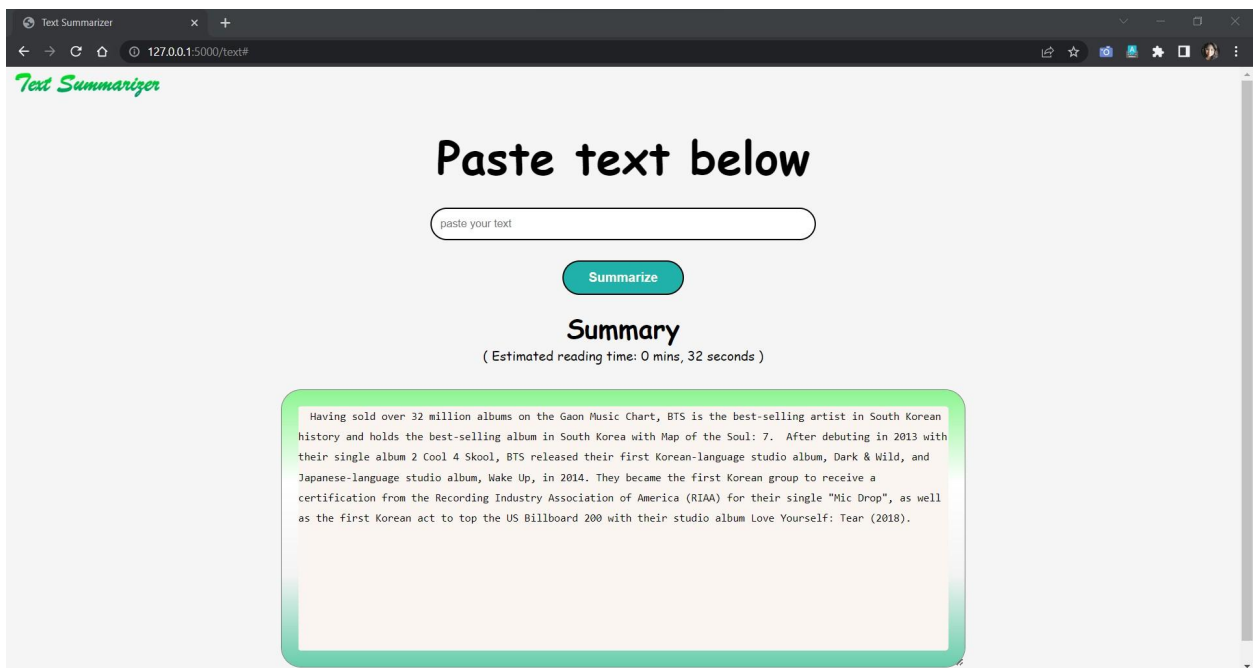 Text Summarizer
127.0.0.1:5000/text#
Text Summarizer
Paste text below
paste your text
Summarize
Summary
( Estimated reading time: 0 mins, 32 seconds )
Having sold over 32 million albums on the Gaon Music Chart, BTS is the best-selling artist in South Korean
history and holds the best-selling album in South Korea with Map of the Soul: 7.  After debuting in 2013 with
their single album 2 Cool 4 Skool, BTS released their first Korean-language studio album, Dark & Wild, and
Japanese-language studio album, Wake Up, in 2014. They became the first Korean group to receive a
certification from the Recording Industry Association of America (RIAA) for their single "Mic Drop", as well
as the first Korean act to top the US Billboard 200 with their studio album Love Yourself: Tear (2018).